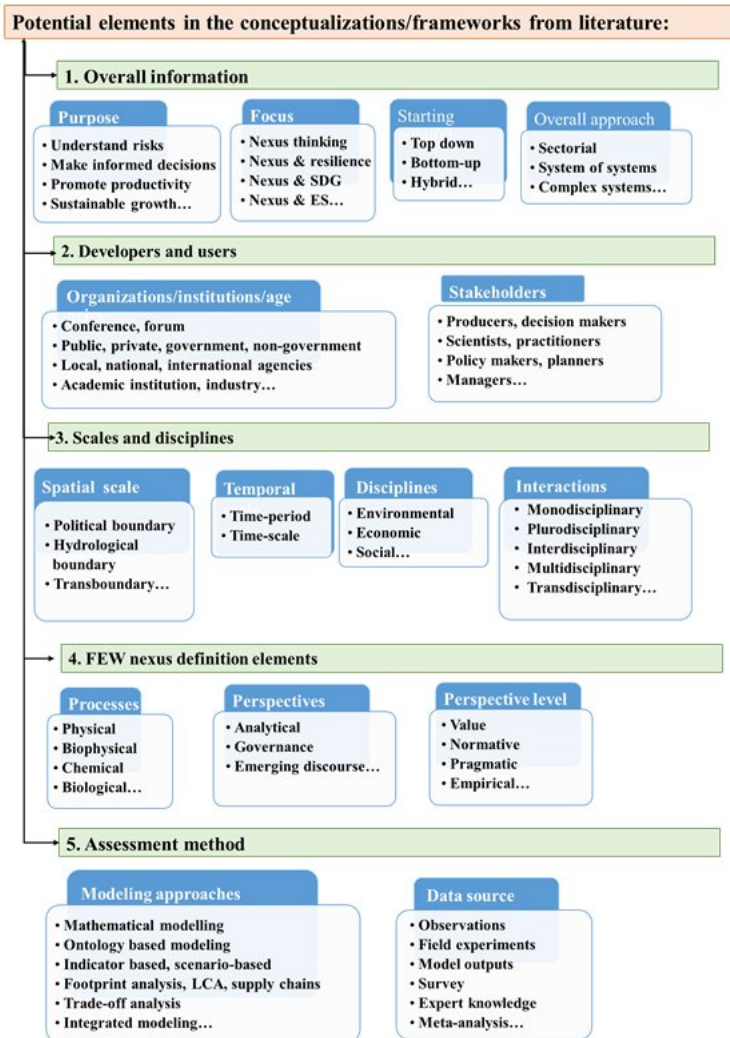 Potential elements in the conceptualizations/frameworks from literature:
1. Overall information
Purpose
• Understand risks
• Make informed decisions
• Promote productivity
• Sustainable growth…
Focus
• Nexus thinking
• Nexus & resilience
• Nexus & SDG
• Nexus & ES…
Starting
• Top down
• Bottom-up
• Hybrid…
Overall approach
• Sectorial
• System of systems
• Complex systems…
2. Developers and users
Organizations/institutions/age
• Conference, forum
• Public, private, government, non-government
• Local, national, international agencies
• Academic institution, industry…
Stakeholders
• Producers, decision makers
• Scientists, practitioners
• Policy makers, planners
• Managers…
3. Scales and disciplines
Spatial scale
• Political boundary
• Hydrological
boundary
• Transboundary…
Temporal
• Time-period
• Time-scale
Disciplines
• Environmental
• Economic
• Social…
Interactions
• Monodisciplinary
• Plurodisciplinary
• Interdisciplinary
• Multidisciplinary
• Transdisciplinary…
4. FEW nexus definition elements
Processes
• Physical
• Biophysical
• Chemical
• Biological…
Perspectives
• Analytical
• Governance
• Emerging discourse…
Perspective level
• Value
• Normative
• Pragmatic
• Empirical…
5. Assessment method
Modeling approaches
• Mathematical modelling
• Ontology based modeling
• Indicator based, scenario-based
• Footprint analysis, LCA, supply chains
• Trade-off analysis
• Integrated modeling…
Data source
• Observations
• Field experiments
• Model outputs
• Survey
• Expert knowledge
• Meta-analysis…